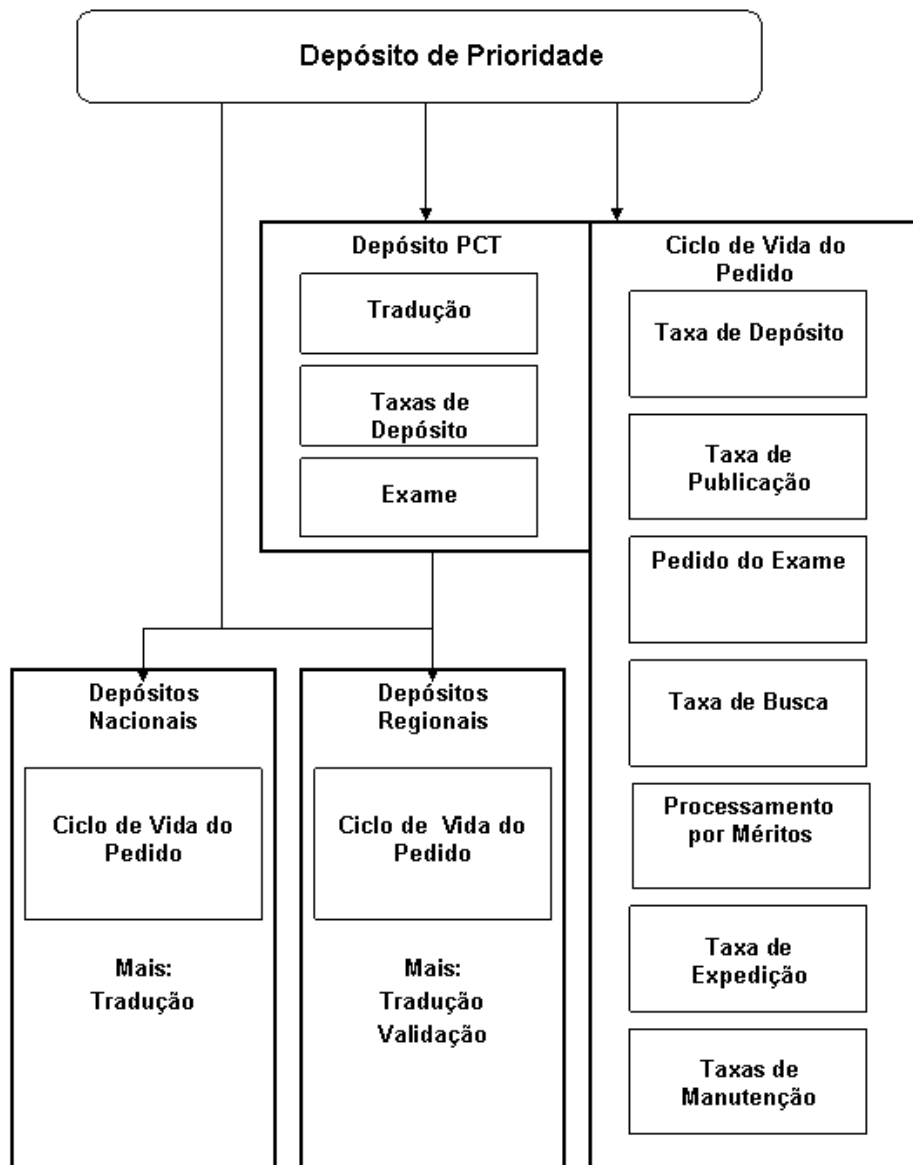 Depósito de Prioridade
Depósito PCT
Tradução
Taxas de
Depósito
Exame
Ciclo de Vida do
Pedido
Taxa de Depósito
Taxa de
Publicação
Pedido do Exame
Taxa de Busca
Processamento
por Méritos
Taxa de
Expedição
Taxas de
Manutenção
Depósitos
Nacionais
Ciclo de Vida do
Pedido
Mais:
Tradução
Depósitos
Regionais
Ciclo de Vida do
Pedido
Mais:
Tradução
Validação